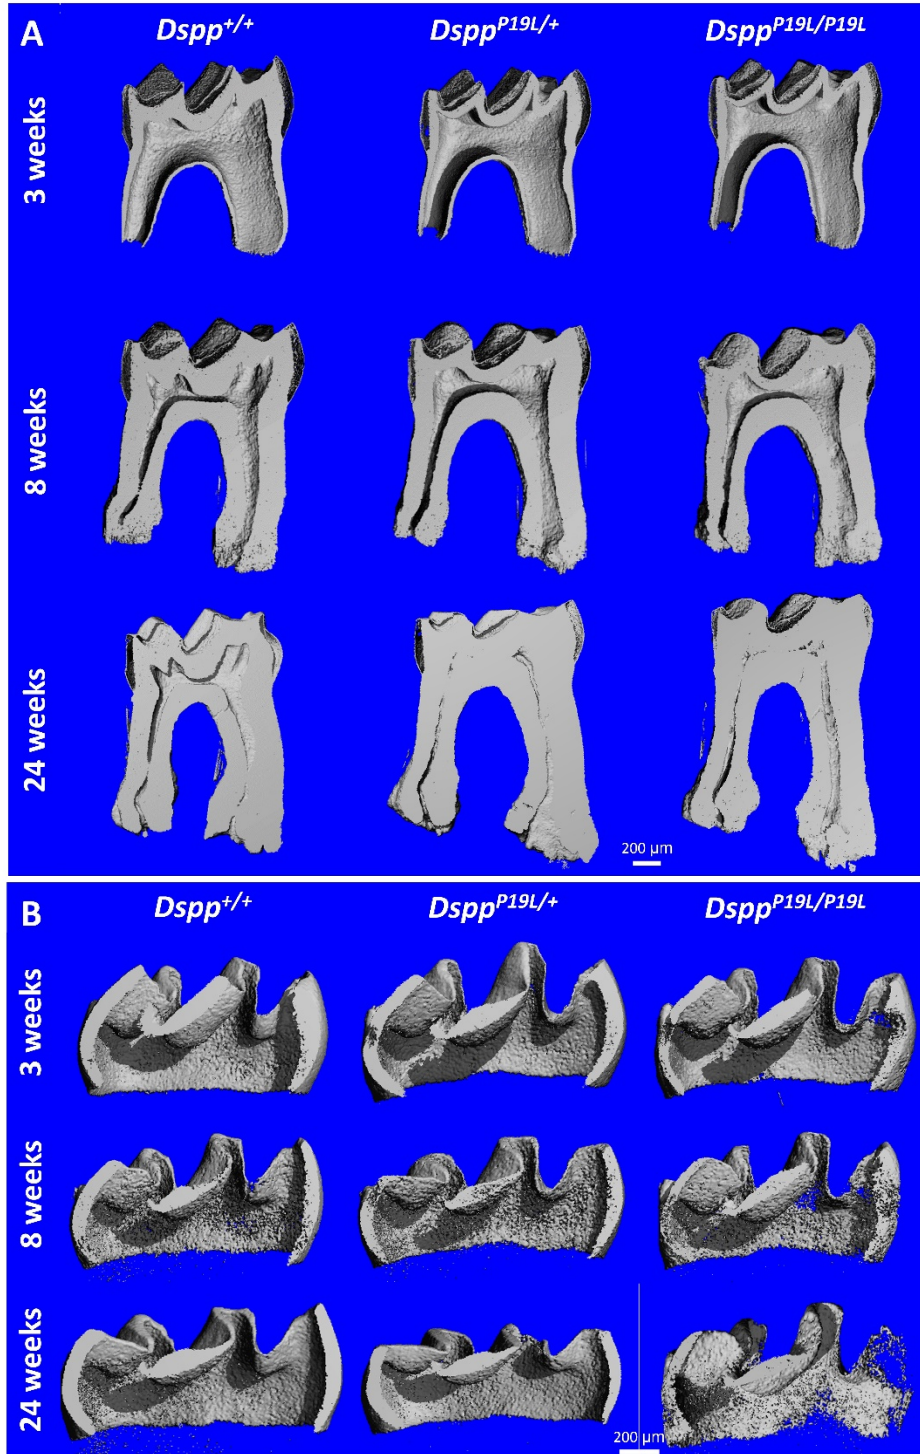 A
Dspp+/+
DsppP19L/+
DsppP19L/P19L
3 weeks
8 weeks
24 weeks
200 µm
B
Dspp+/+
DsppP19L/+
DsppP19L/P19L
3 weeks
8 weeks
24 weeks
200 µm